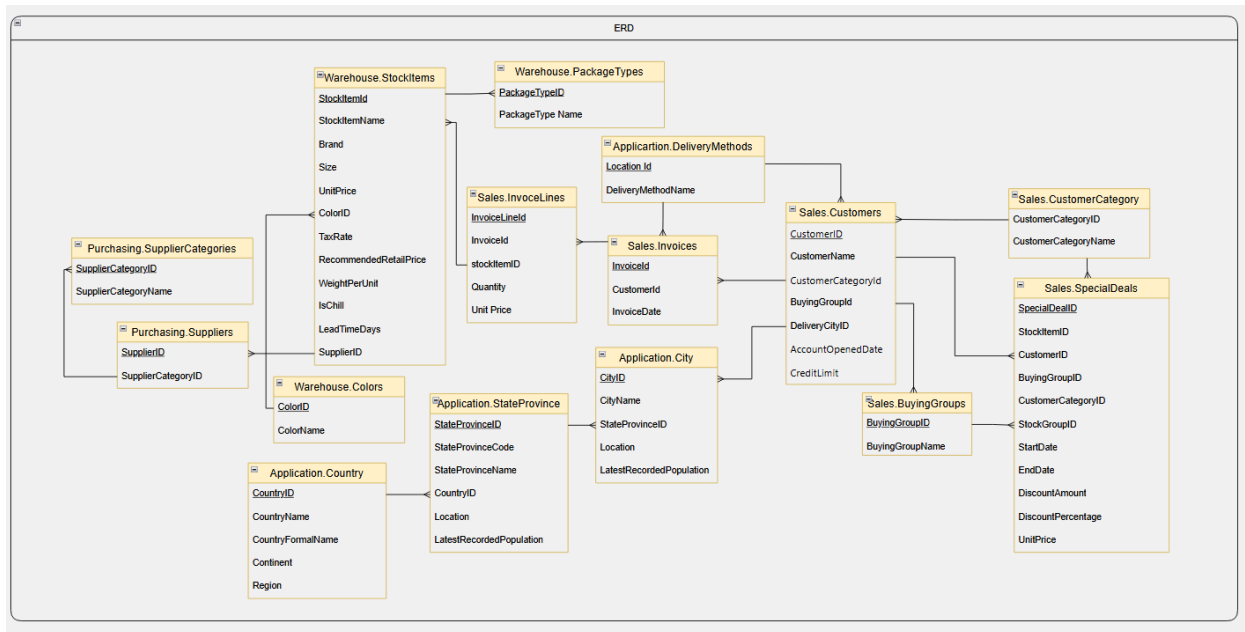 ERD
Warehouse.StockItems
StockItemId
StockItemName
Brand
Size
UnitPrice
ColorID
TaxRate
RecommendedRetailPrice
WeightPerUnit
IsChill
LeadTimeDays
SupplierID
Warehouse.PackageTypes
PackageTypeID
PackageType Name
Applicartion.DeliveryMethods
Location Id
DeliveryMethodName
Sales.InvoceLines
InvoiceLineId
InvoiceId
stockItemID
Quantity
Unit Price
Sales.Invoices
InvoiceId
CustomerId
InvoiceDate
Sales.Customers
CustomerID
CustomerName
CustomerCategoryId
BuyingGroupId
DeliveryCityID
AccountOpenedDate
CreditLimit
Sales.CustomerCategory
CustomerCategoryID
CustomerCategoryName
Purchasing.SupplierCategories
SupplierCategoryID
SupplierCategoryName
Purchasing.Suppliers
SupplierID
SupplierCategoryID
Sales.SpecialDeals
SpecialDealID
StockItemID
CustomerID
BuyingGroupID
CustomerCategoryID
StockGroupID
StartDate
EndDate
DiscountAmount
DiscountPercentage
UnitPrice
Warehouse.Colors
ColorID
ColorName
Application.City
CityID
CityName
StateProvinceID
Location
LatestRecordedPopulation
Application.StateProvince
StateProvinceID
StateProvinceCode
StateProvinceName
CountryID
Location
LatestRecordedPopulation
Sales.BuyingGroups
BuyingGroupID
BuyingGroupName
Application.Country
CountryID
CountryName
CountryFormalName
Continent
Region